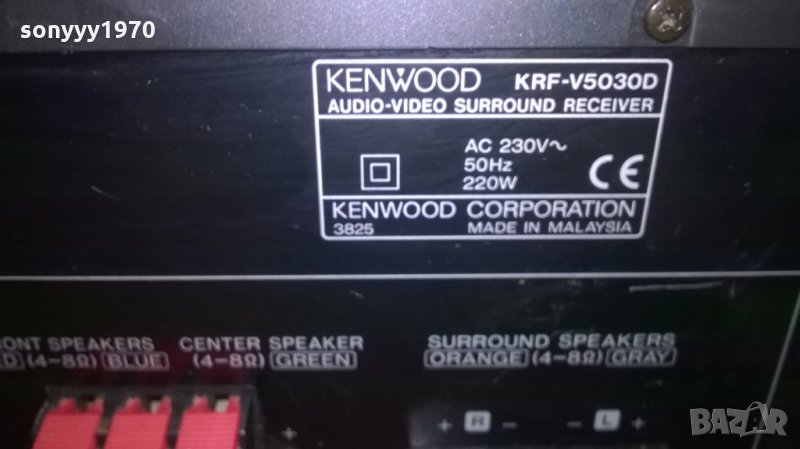 sonyyy1970
KENWOOD KRF-V5030D
AUDIO-VIDEO SURROUND RECEIVER
AC 230V~
50Hz
220W
CE
KENWOOD CORPORATION
3825 MADE IN MALAYSIA
SPEAKERS CENTER SPEAKER SURROUND SPEAKERS
(4-8Ω) BLUE (4-8Ω) GREEN ORANGE (4-8Ω) GRAY
+ + R - - L +
BAZAR